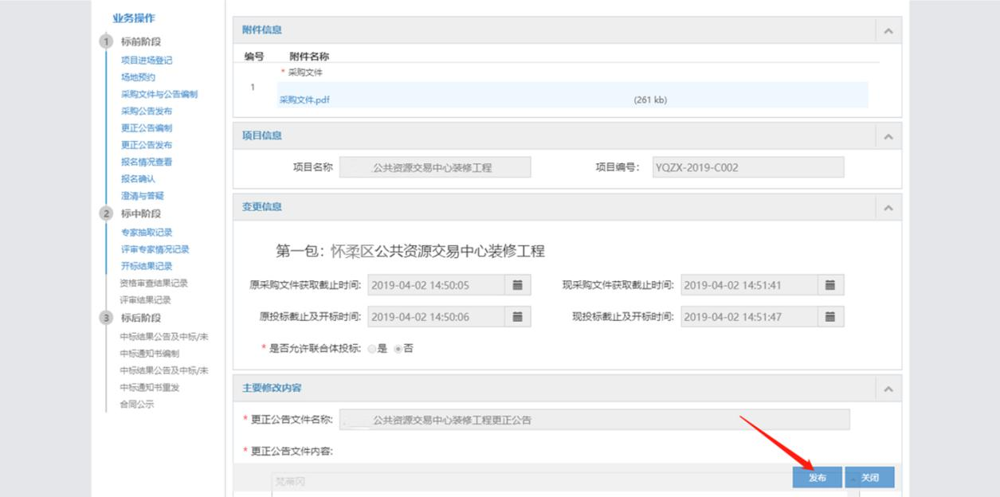 业务操作
1 标前阶段
项目进场登记
场地预约
采购文件与公告编制
采购公告发布
更正公告编制
更正公告发布
报名情况查看
报名确认
澄清与答疑
2 标中阶段
专家抽取记录
评审专家情况记录
开标结果记录
资格审查结果记录
评审结果记录
3 标后阶段
中标结果公告及中标/未
中标通知书编制
中标结果公告及中标/未
中标通知书重发
合同公示
附件信息
编号 附件名称
* 采购文件
1
采购文件.pdf (261 kb)
项目信息
项目名称 公共资源交易中心装修工程 项目编号： YQZX-2019-C002
变更信息
第一包：怀柔区公共资源交易中心装修工程
原采购文件获取截止时间: 2019-04-02 14:50:05 现采购文件获取截止时间: 2019-04-02 14:51:41
原投标截止及开标时间: 2019-04-02 14:50:06 现投标截止及开标时间: 2019-04-02 14:51:47
* 是否允许联合体投标: 是 否
主要修改内容
* 更正公告文件名称: 公共资源交易中心装修工程更正公告
* 更正公告文件内容:
梵蒂冈
发布 关闭